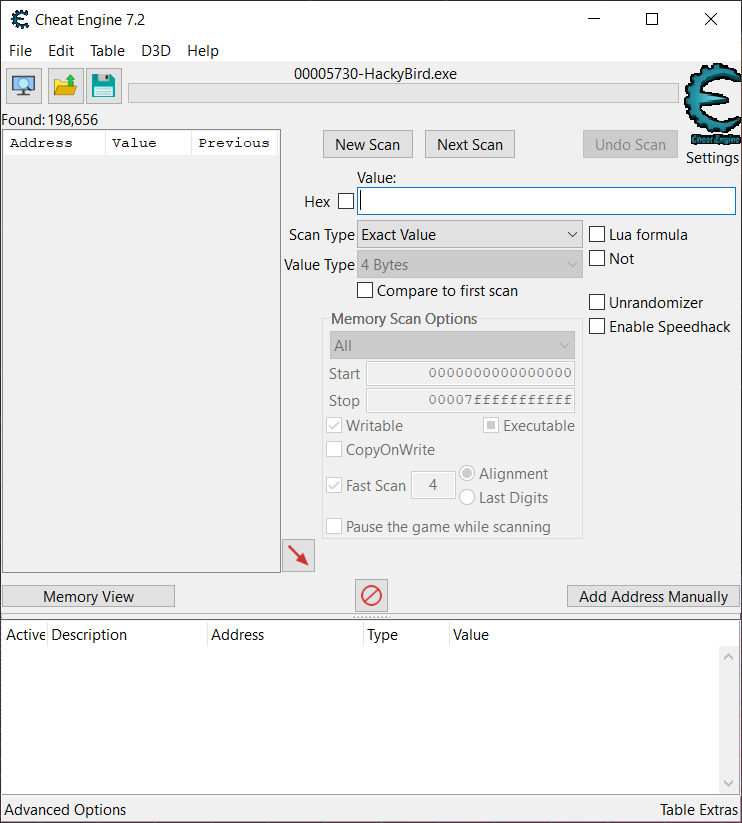 Cheat Engine 7.2
File Edit Table D3D Help
00005730-HackyBird.exe
Found: 198,656
Address Value Previous
New Scan Next Scan Undo Scan
Cheat Engine
Settings
Value:
Hex
Scan Type Exact Value Lua formula
Value Type 4 Bytes Not
Compare to first scan
Unrandomizer
Memory Scan Options
Enable Speedhack
All
Start 0000000000000000
Stop 00007fffffffffff
Writable Executable
CopyOnWrite
Fast Scan 4 Alignment
Last Digits
Pause the game while scanning
Memory View Add Address Manually
Active Description Address Type Value
Advanced Options Table Extras